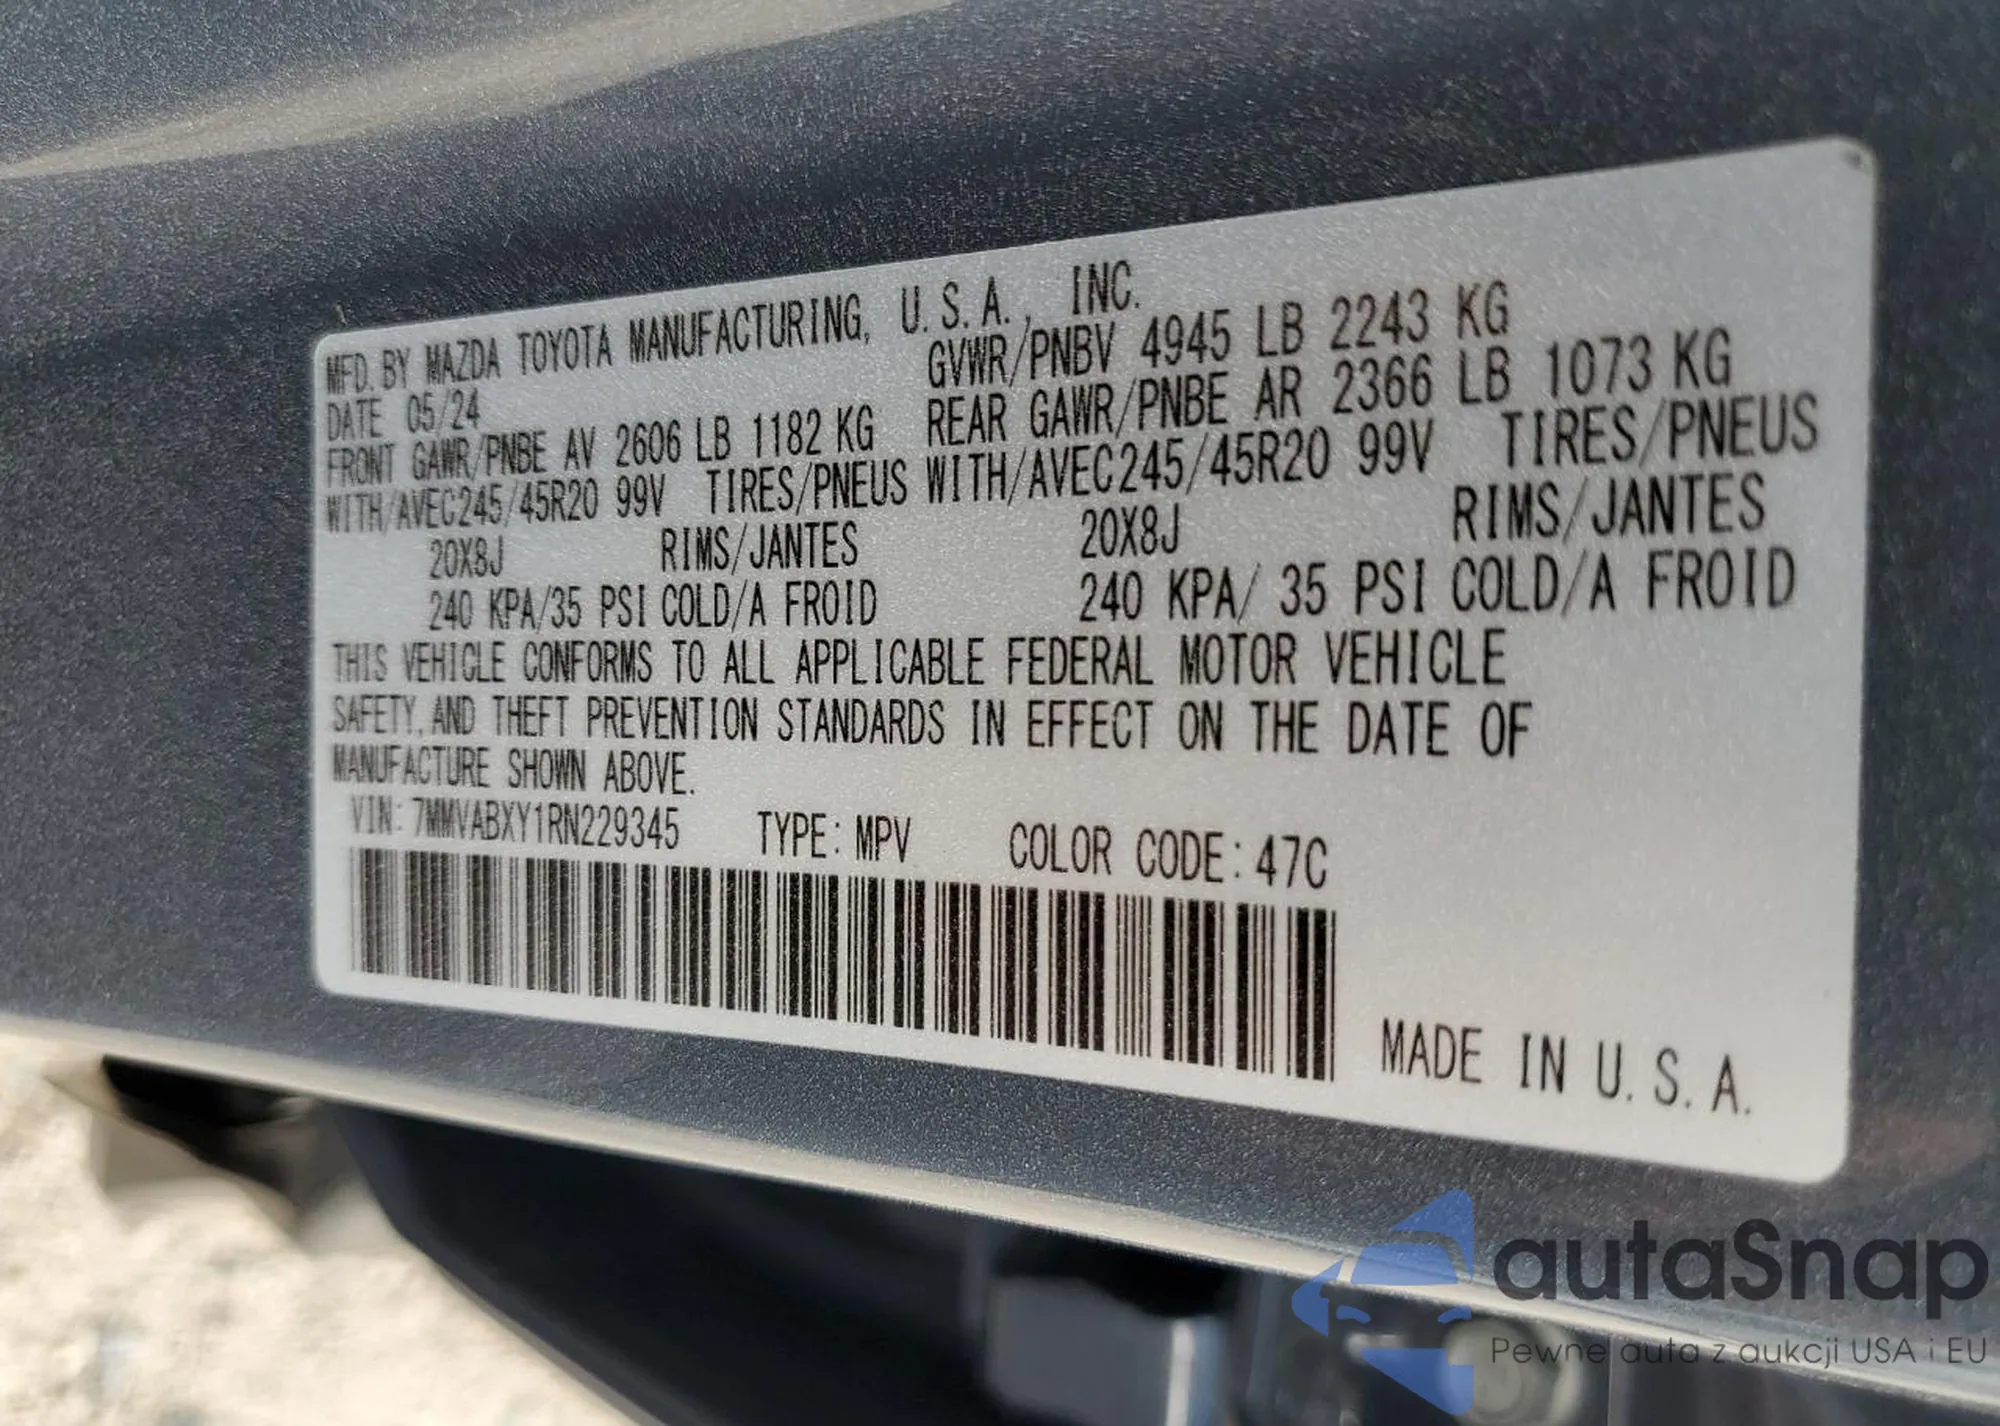 MFD. BY MAZDA TOYOTA MANUFACTURING, U.S.A., INC.
DATE 05/24 GVWR/PNBV 4945 LB 2243 KG
FRONT GAWR/PNBE AV 2606 LB 1182 KG REAR GAWR/PNBE AR 2366 LB 1073 KG
WITH/AVEC245/45R20 99V TIRES/PNEUS WITH/AVEC245/45R20 99V TIRES/PNEUS
20X8J RIMS/JANTES 20X8J RIMS/JANTES
240 KPA/35 PSI COLD/A FROID 240 KPA/ 35 PSI COLD/A FROID
THIS VEHICLE CONFORMS TO ALL APPLICABLE FEDERAL MOTOR VEHICLE
SAFETY, AND THEFT PREVENTION STANDARDS IN EFFECT ON THE DATE OF
MANUFACTURE SHOWN ABOVE.
VIN: 7MMVABXY1RN229345 TYPE: MPV COLOR CODE: 47C
MADE IN U.S.A.
autaSnap
Pewne auta z aukcji USA i EU